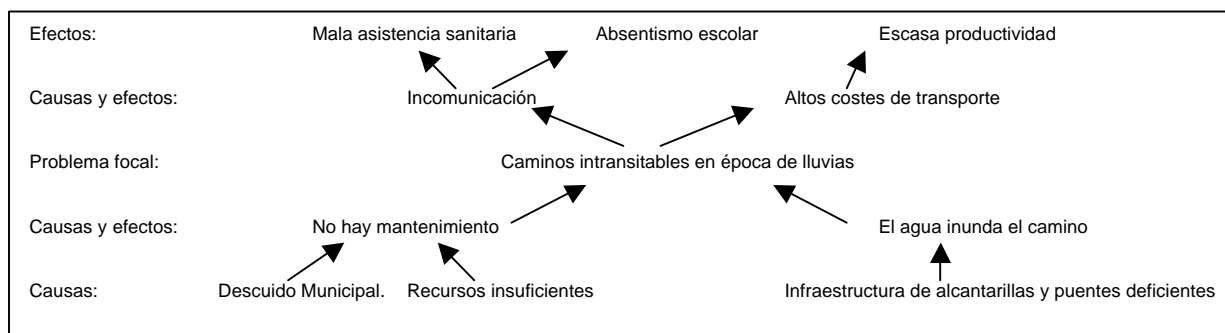 Efectos: Mala asistencia sanitaria Absentismo escolar Escasa productividad
Causas y efectos: Incomunicación Altos costes de transporte
Problema focal: Caminos intransitables en época de lluvias
Causas y efectos: No hay mantenimiento El agua inunda el camino
Causas: Descuido Municipal. Recursos insuficientes Infraestructura de alcantarillas y puentes deficientes